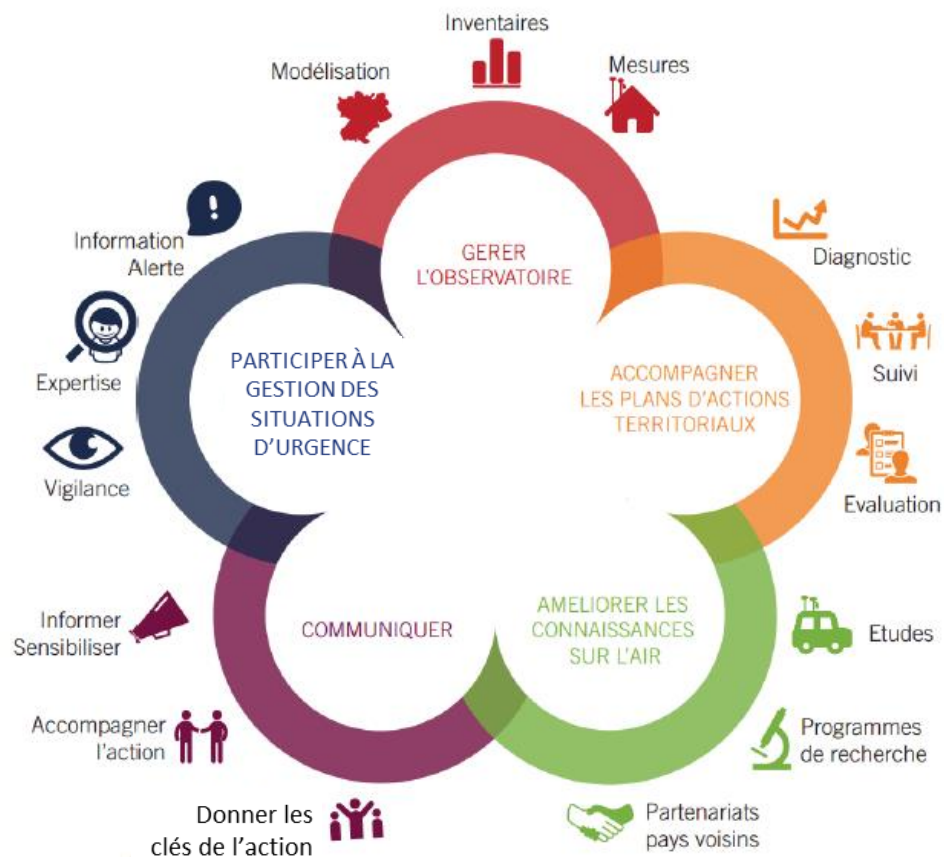 Inventaires
Modélisation
Mesures
GERER
L'OBSERVATOIRE
Diagnostic
Suivi
Evaluation
ACCOMPAGNER
LES PLANS D'ACTIONS
TERRITORIAUX
Etudes
Programmes
de recherche
Partenariats
pays voisins
AMELIORER LES
CONNAISSANCES
SUR L'AIR
COMMUNIQUER
Informer
Sensibiliser
Accompagner
l'action
Donner les
clés de l’action
PARTICIPER À LA
GESTION DES
SITUATIONS
D’URGENCE
Information
Alerte
!
Expertise
Vigilance